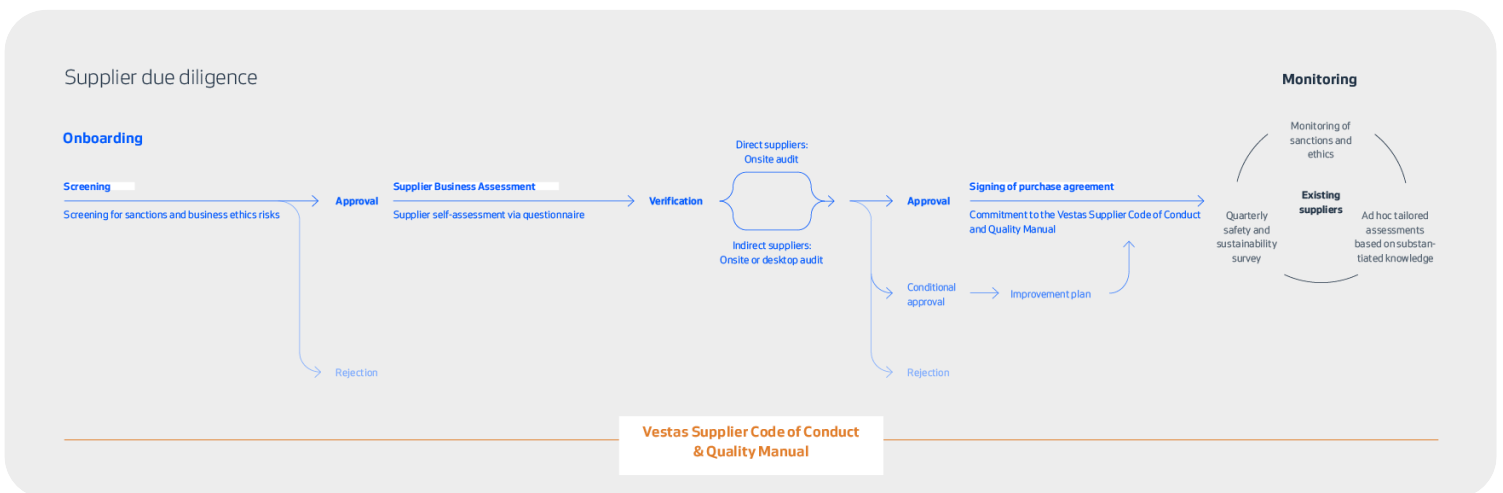 Supplier due diligence
Monitoring
Onboarding
Monitoring of
sanctions and
ethics
Direct suppliers:
Onsite audit
Screening
Supplier Business Assessment
Signing of purchase agreement
Approval
Verification
Approval
Existing
suppliers
Screening for sanctions and business ethics risks
Supplier self-assessment via questionnaire
Commitment to the Vestas Supplier Code of Conduct
and Quality Manual
Quarterly
safety and
sustainability
survey
Ad hoc tailored
assessments
based on substan-
tiated knowledge
Indirect suppliers:
Onsite or desktop audit
Conditional
approval
Improvement plan
Rejection
Rejection
Vestas Supplier Code of Conduct
& Quality Manual